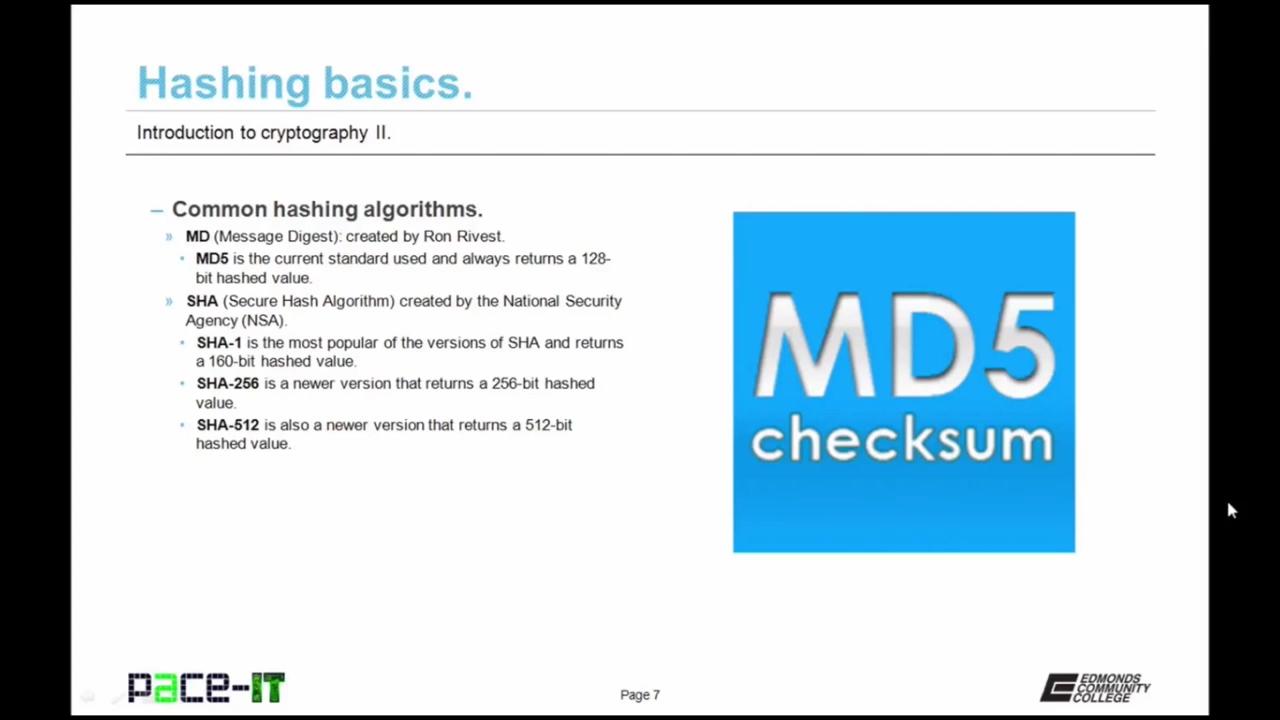 Hashing basics.
Introduction to cryptography II.
– Common hashing algorithms.
» MD (Message Digest): created by Ron Rivest.
• MD5 is the current standard used and always returns a 128-
bit hashed value.
» SHA (Secure Hash Algorithm) created by the National Security
Agency (NSA).
• SHA-1 is the most popular of the versions of SHA and returns
a 160-bit hashed value.
• SHA-256 is a newer version that returns a 256-bit hashed
value.
• SHA-512 is also a newer version that returns a 512-bit
hashed value.
MD5
checksum
pace-IT
Page 7
EDMONDS
COMMUNITY
COLLEGE